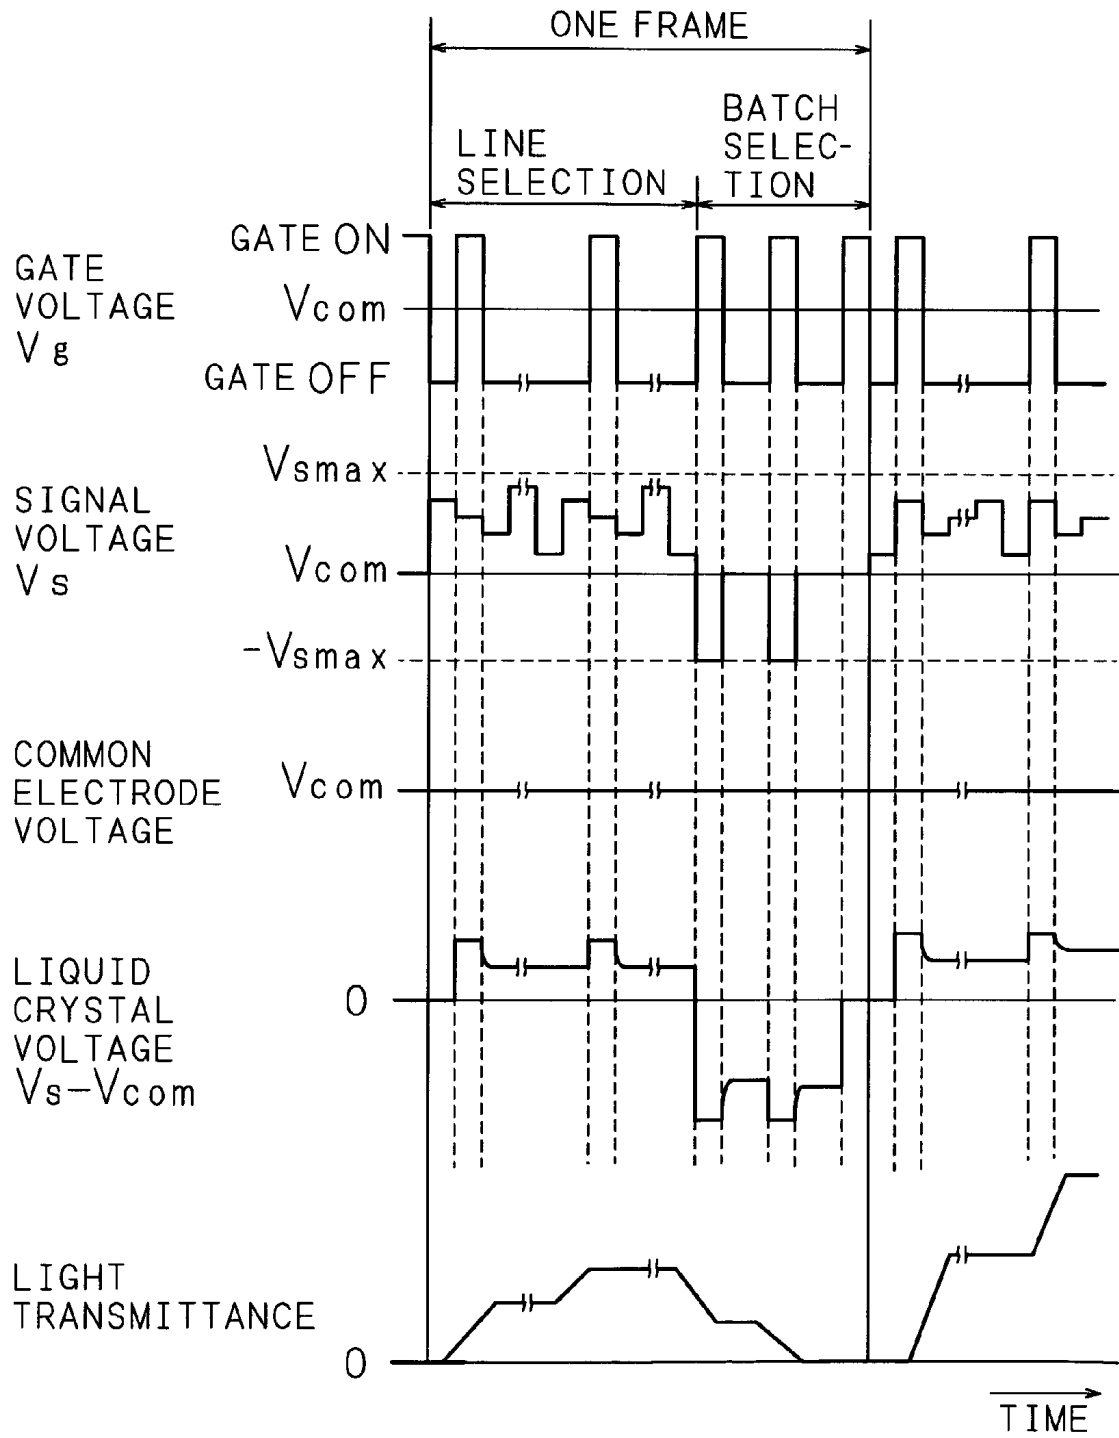 ONE FRAME
BATCH
SELEC-
TION
LINE
SELECTION
GATE ON
GATE
VOLTAGE
Vg
Vcom
GATE OFF
Vsmax
SIGNAL
VOLTAGE
Vs
Vcom
-Vsmax
COMMON
ELECTRODE
VOLTAGE
Vcom
LIQUID
CRYSTAL
VOLTAGE
Vs-Vcom
0
LIGHT
TRANSMITTANCE
0
TIME